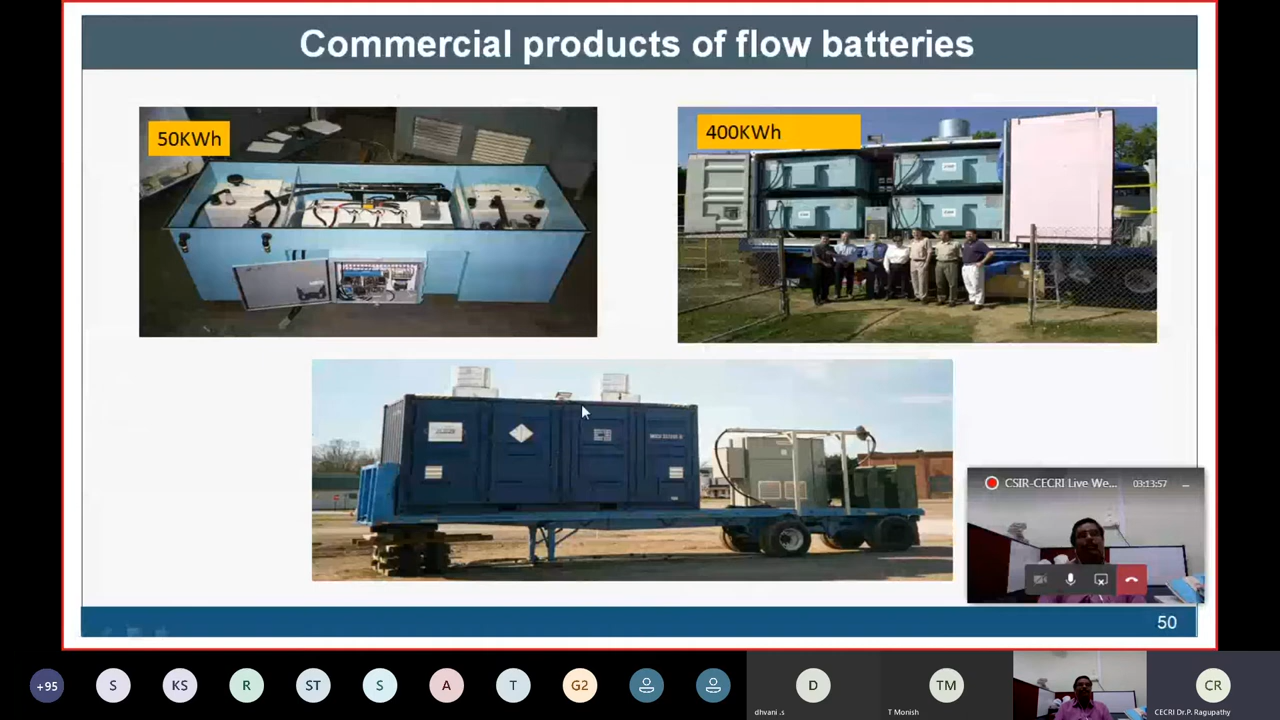 Commercial products of flow batteries
50KWh
400KWh
CSIR-CECRI Live We...
03:13:57
50
+95
S
KS
R
ST
S
A
T
G2
D
TM
CR
dhvani .s
T Monish
CECRI Dr.P. Ragupathy